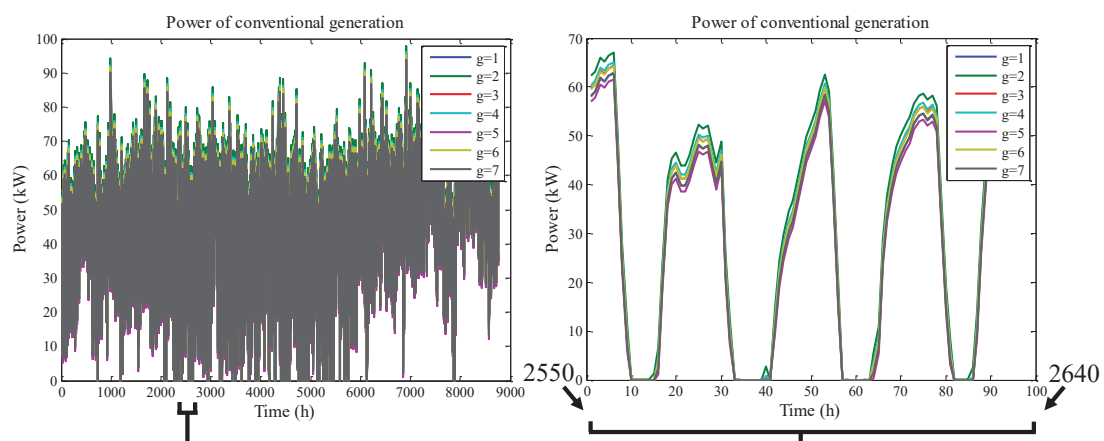 Power of conventional generation
100
90
80
70
60
50
40
30
20
10
0
Power (kW)
0 1000 2000 3000 4000 5000 6000 7000 8000 9000
Time (h)
g=1
g=2
g=3
g=4
g=5
g=6
g=7
Power of conventional generation
70
60
50
40
30
20
10
0
Power (kW)
0 10 20 30 40 50 60 70 80 90 100
Time (h)
g=1
g=2
g=3
g=4
g=5
g=6
g=7
2550
2640